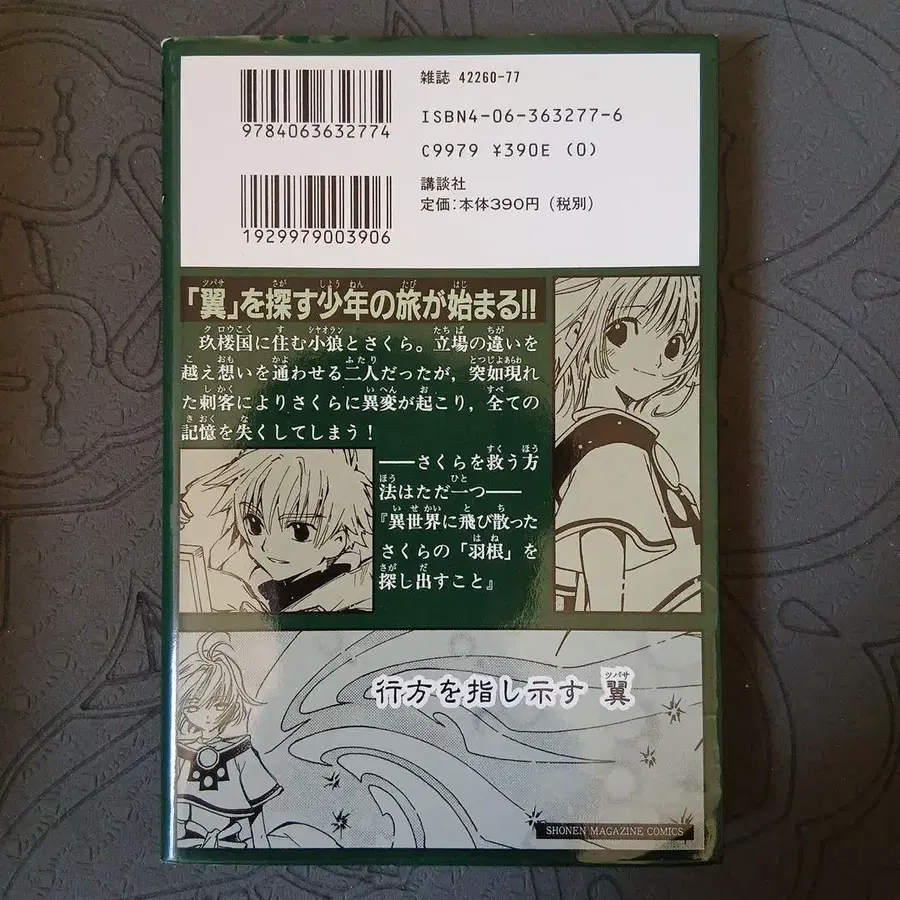 雑誌 42260-77
9784063632774
ISBN4-06-363277-6
C9979 ¥390E (0)
1929979003906
講談社
定価:本体390円（税別）
「翼」を探す少年の旅が始まる!!
玖楼国に住む小狼とさくら。立場の違いを
越え想いを通わせる二人だったが，突如現れ
た刺客によりさくらに異変が起こり，全ての
記憶を失くしてしまう！
――さくらを救う方
法はただ一つ――
『異世界に飛び散った
さくらの「羽根」を
探し出すこと』
行方を指し示す 翼
SHONEN MAGAZINE COMICS